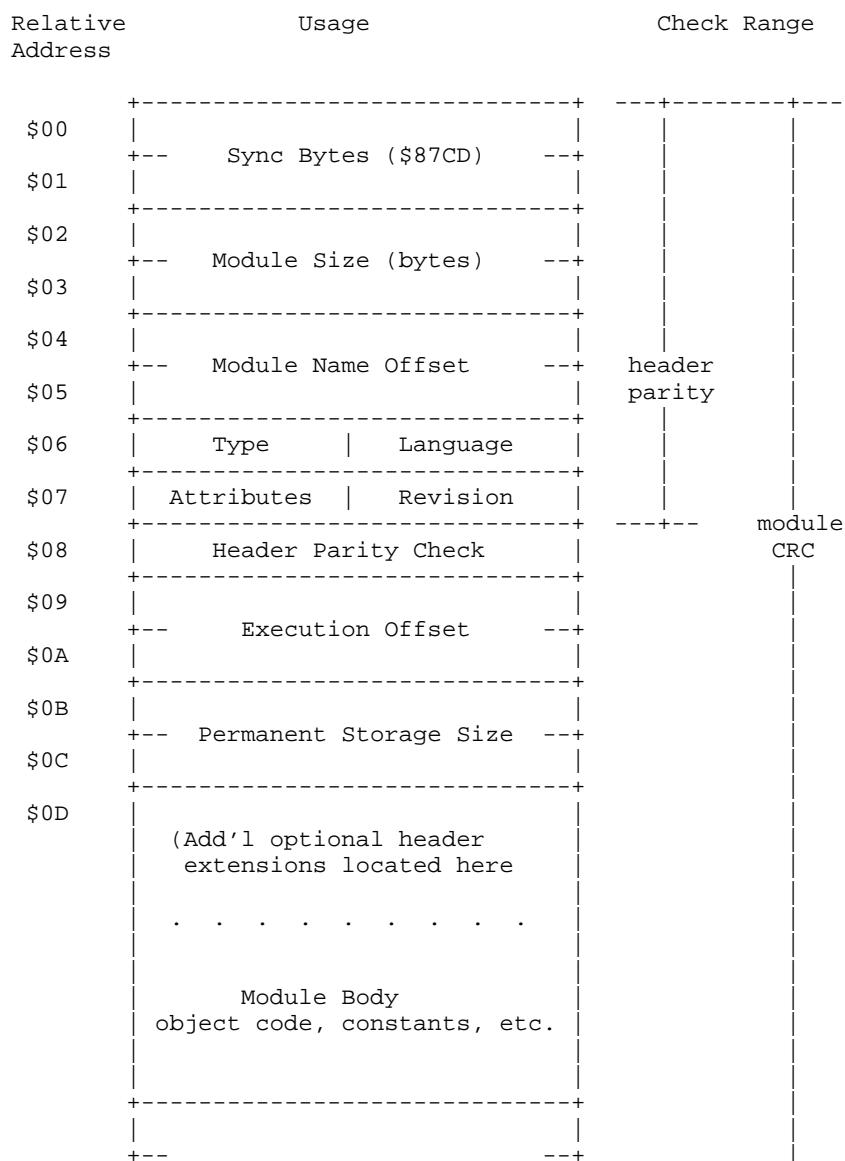 Relative Usage Check Range
Address
+------------------------------+ ---+--------+---
$00 | | | |
+-- Sync Bytes ($87CD) --+ | |
$01 | | | |
+------------------------------+ | |
$02 | | | |
+-- Module Size (bytes) --+ | |
$03 | | | |
+------------------------------+ | |
$04 | | | |
+-- Module Name Offset --+ header |
$05 | | parity |
+------------------------------+ | |
$06 | Type | Language | | |
+------------------------------+ | |
$07 | Attributes | Revision | | |
+------------------------------+ ---+-- module
$08 | Header Parity Check | CRC
+------------------------------+ |
$09 | | |
+-- Execution Offset --+ |
$0A | | |
+------------------------------+ |
$0B | | |
+-- Permanent Storage Size --+ |
$0C | | |
+------------------------------+ |
$0D | | |
| (Add'l optional header | |
| extensions located here | |
| | |
| . . . . . . . . . | |
| | |
| | |
| Module Body | |
| object code, constants, etc. | |
| | |
| | |
+------------------------------+ |
| | |
+-- --+ |